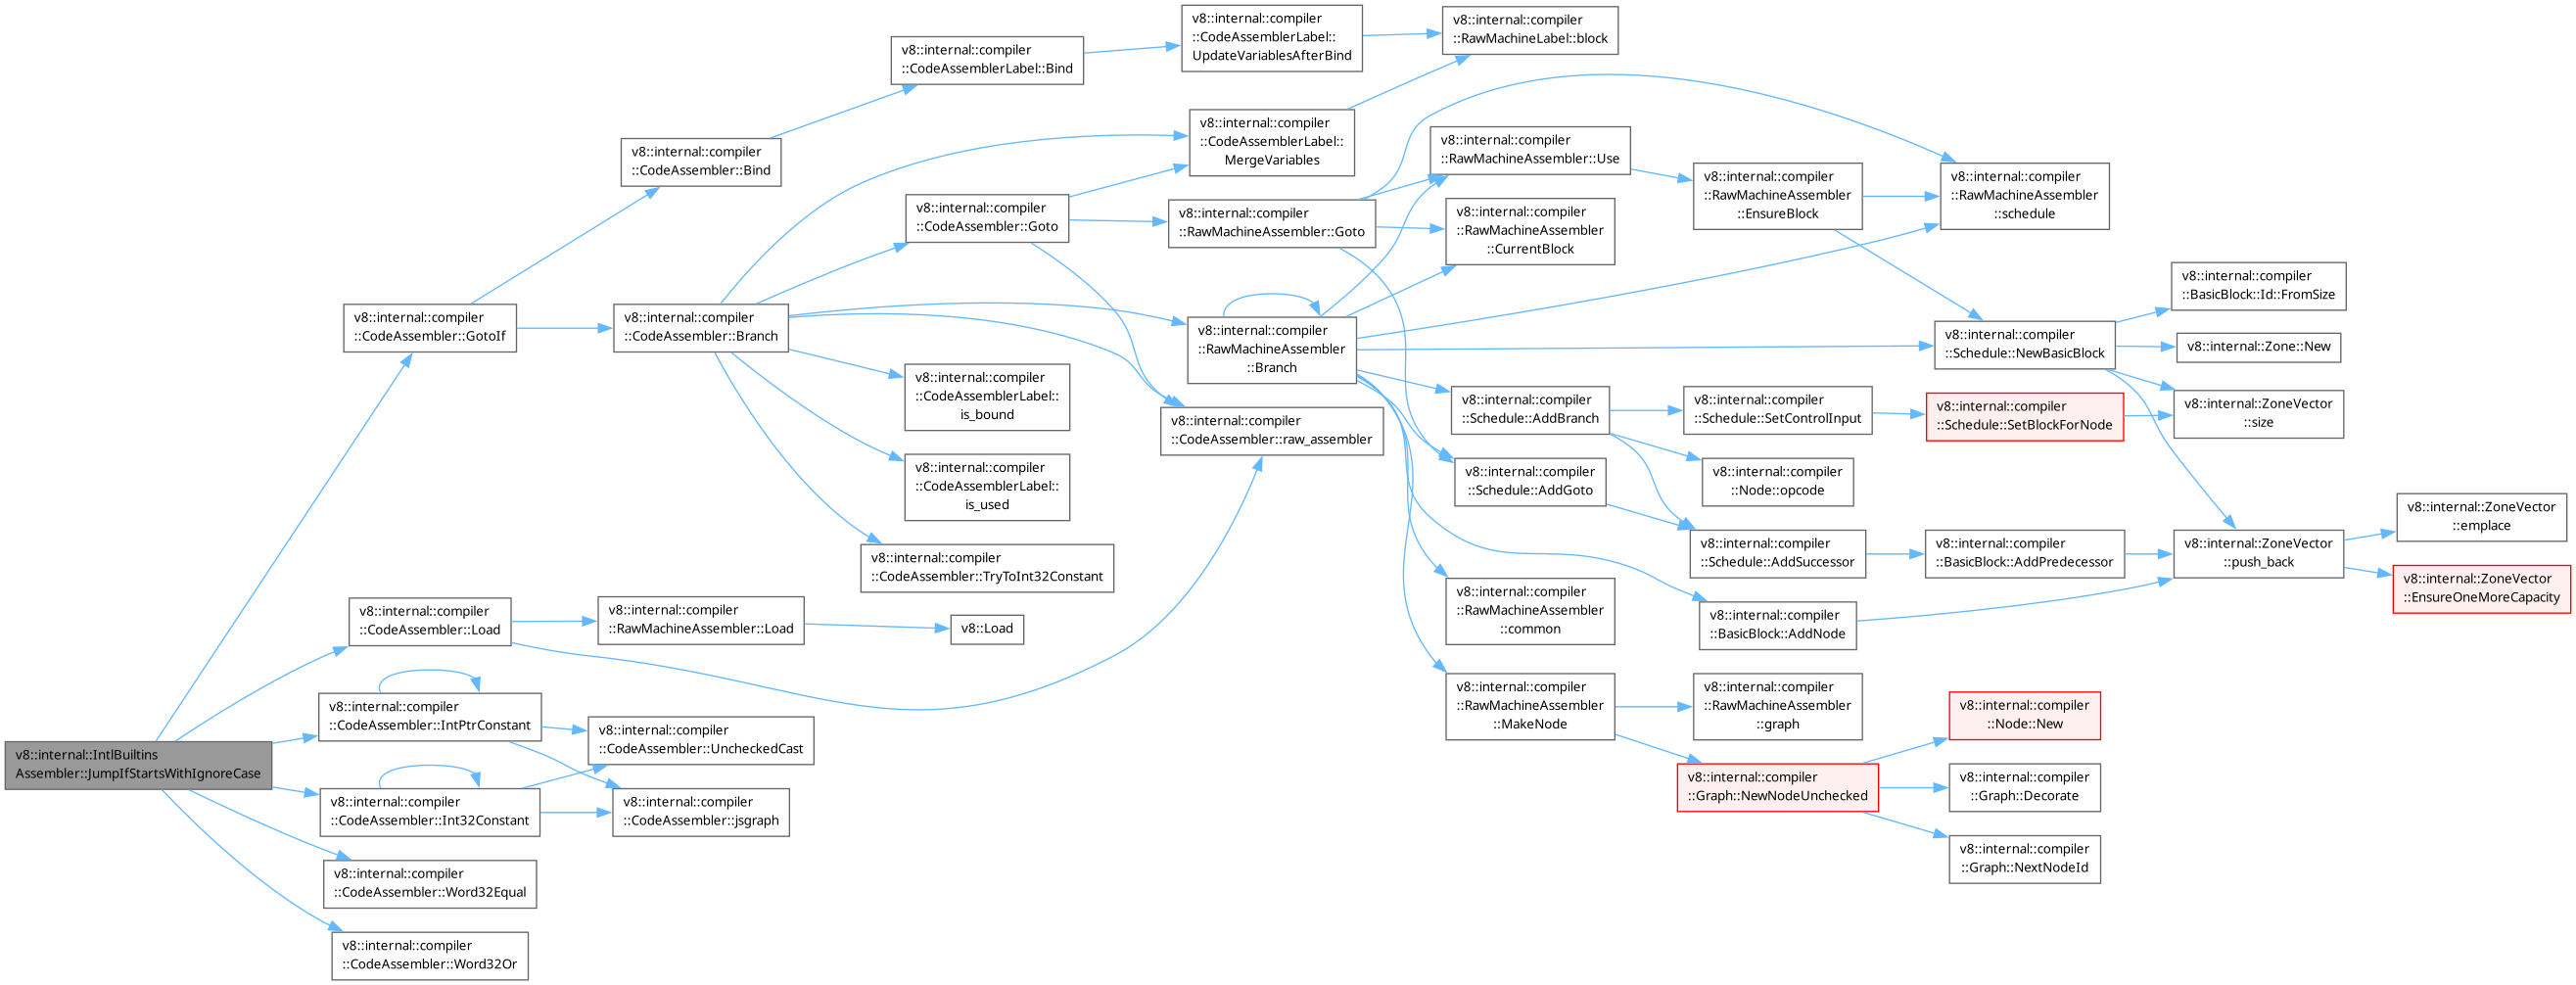 v8::internal::IntlBuiltins
Assembler::JumpIfStartsWithIgnoreCase
v8::internal::compiler
::CodeAssembler::GotoIf
v8::internal::compiler
::CodeAssembler::Bind
v8::internal::compiler
::CodeAssemblerLabel::Bind
v8::internal::compiler
::CodeAssemblerLabel::
UpdateVariablesAfterBind
v8::internal::compiler
::RawMachineLabel::block
v8::internal::compiler
::CodeAssembler::Branch
v8::internal::compiler
::CodeAssemblerLabel::
MergeVariables
v8::internal::compiler
::CodeAssembler::Goto
v8::internal::compiler
::RawMachineAssembler::Goto
v8::internal::compiler
::RawMachineAssembler::Use
v8::internal::compiler
::RawMachineAssembler
::CurrentBlock
v8::internal::compiler
::RawMachineAssembler
::EnsureBlock
v8::internal::compiler
::RawMachineAssembler
::schedule
v8::internal::compiler
::RawMachineAssembler
::Branch
v8::internal::compiler
::CodeAssemblerLabel::
is_bound
v8::internal::compiler
::CodeAssembler::raw_assembler
v8::internal::compiler
::CodeAssemblerLabel::
is_used
v8::internal::compiler
::CodeAssembler::TryToInt32Constant
v8::internal::compiler
::Schedule::NewBasicBlock
v8::internal::compiler
::BasicBlock::Id::FromSize
v8::internal::Zone::New
v8::internal::ZoneVector
::size
v8::internal::compiler
::Schedule::AddBranch
v8::internal::compiler
::Schedule::SetControlInput
v8::internal::compiler
::Schedule::SetBlockForNode
v8::internal::compiler
::Node::opcode
v8::internal::compiler
::Schedule::AddGoto
v8::internal::compiler
::Schedule::AddSuccessor
v8::internal::compiler
::BasicBlock::AddPredecessor
v8::internal::ZoneVector
::push_back
v8::internal::ZoneVector
::emplace
v8::internal::ZoneVector
::EnsureOneMoreCapacity
v8::internal::compiler
::RawMachineAssembler
::common
v8::internal::compiler
::BasicBlock::AddNode
v8::internal::compiler
::RawMachineAssembler
::MakeNode
v8::internal::compiler
::RawMachineAssembler
::graph
v8::internal::compiler
::Graph::NewNodeUnchecked
v8::internal::compiler
::Node::New
v8::internal::compiler
::Graph::Decorate
v8::internal::compiler
::Graph::NextNodeId
v8::internal::compiler
::CodeAssembler::Load
v8::internal::compiler
::RawMachineAssembler::Load
v8::Load
v8::internal::compiler
::CodeAssembler::IntPtrConstant
v8::internal::compiler
::CodeAssembler::UncheckedCast
v8::internal::compiler
::CodeAssembler::Int32Constant
v8::internal::compiler
::CodeAssembler::jsgraph
v8::internal::compiler
::CodeAssembler::Word32Equal
v8::internal::compiler
::CodeAssembler::Word32Or